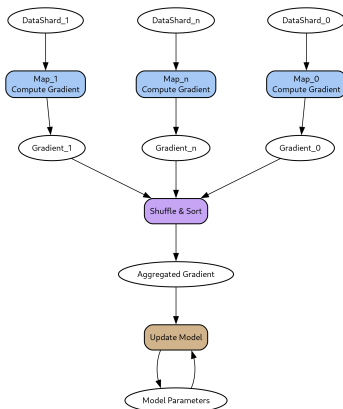 DataShard_1
DataShard_n
DataShard_0
Map_1
Compute Gradient
Map_n
Compute Gradient
Map_0
Compute Gradient
Gradient_1
Gradient_n
Gradient_0
Shuffle & Sort
Aggregated Gradient
Update Model
Model Parameters